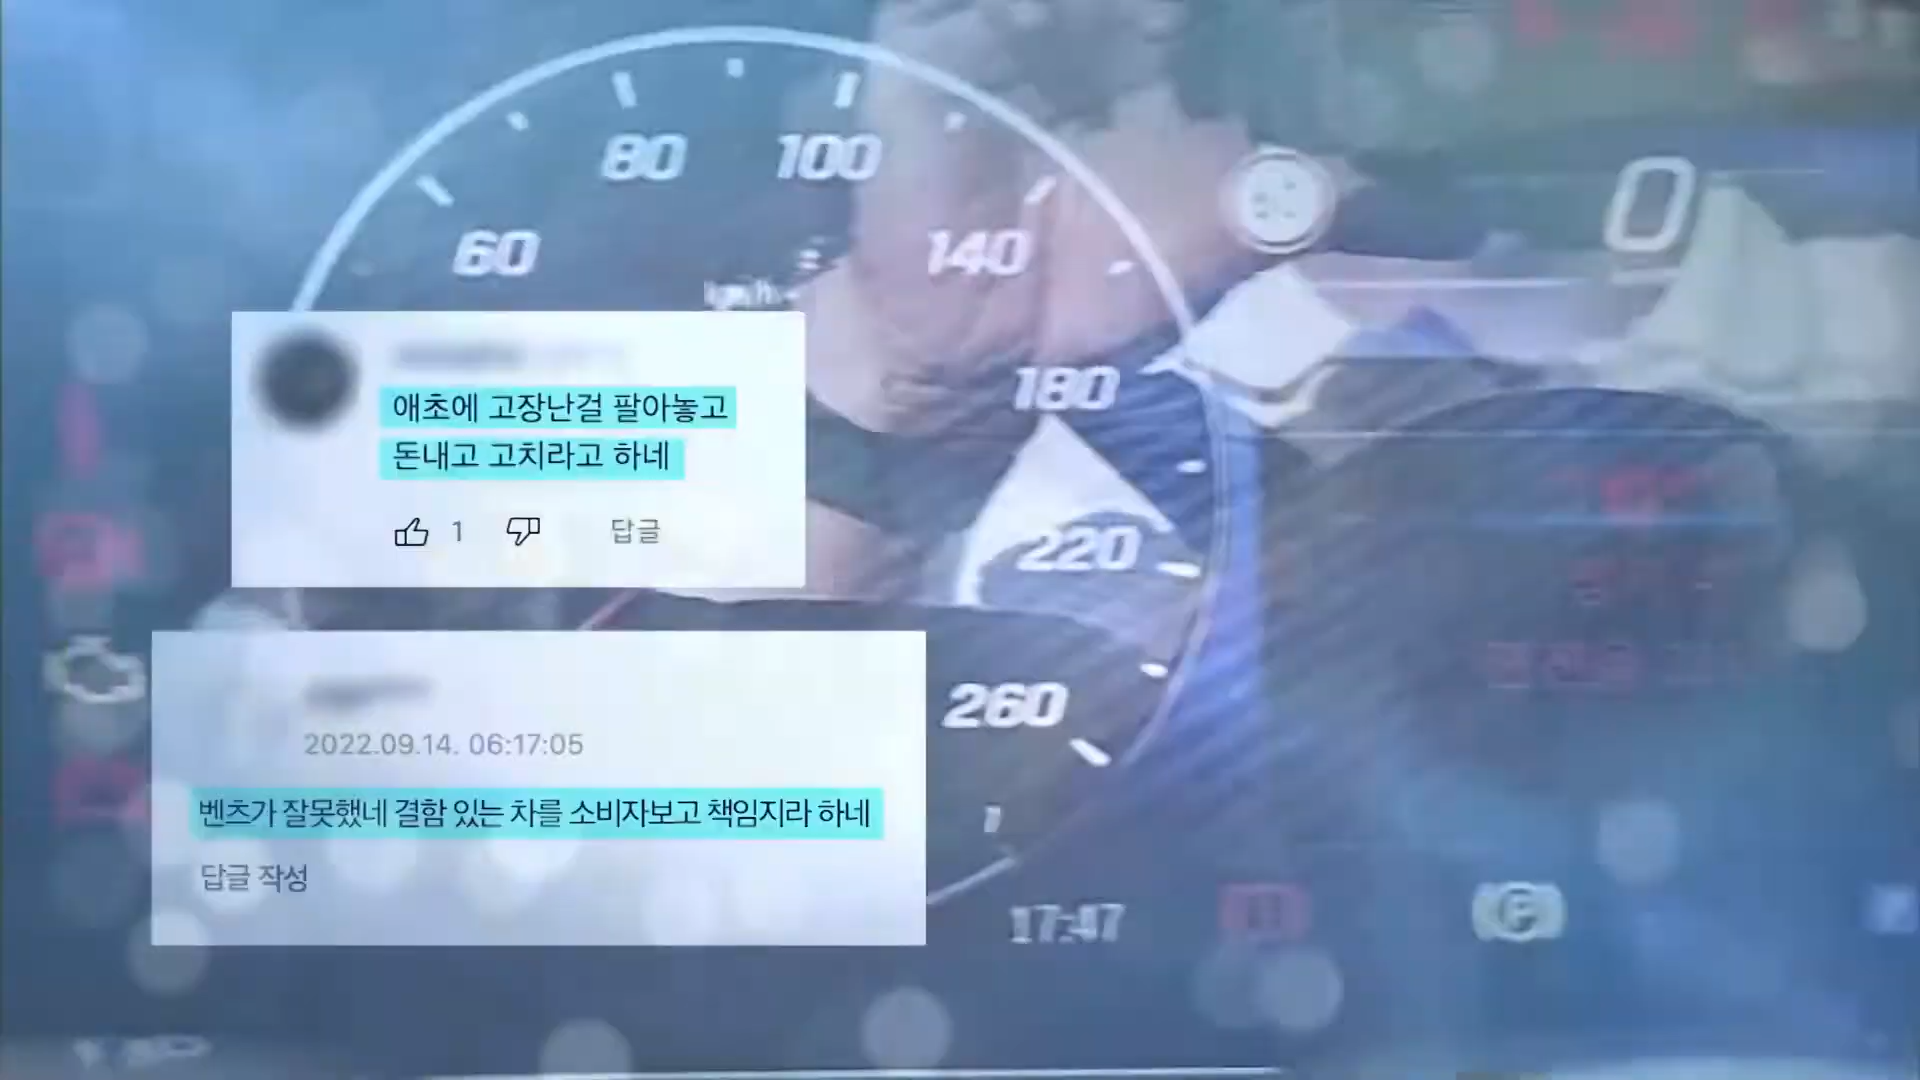 80
100
60
140
km/h
0
180
애초에 고장난걸 팔아놓고
돈내고 고치라고 하네
1
답글
220
260
2022.09.14. 06:17:05
벤츠가 잘못했네 결함 있는 차를 소비자보고 책임지라 하네
답글 작성
17:47
P